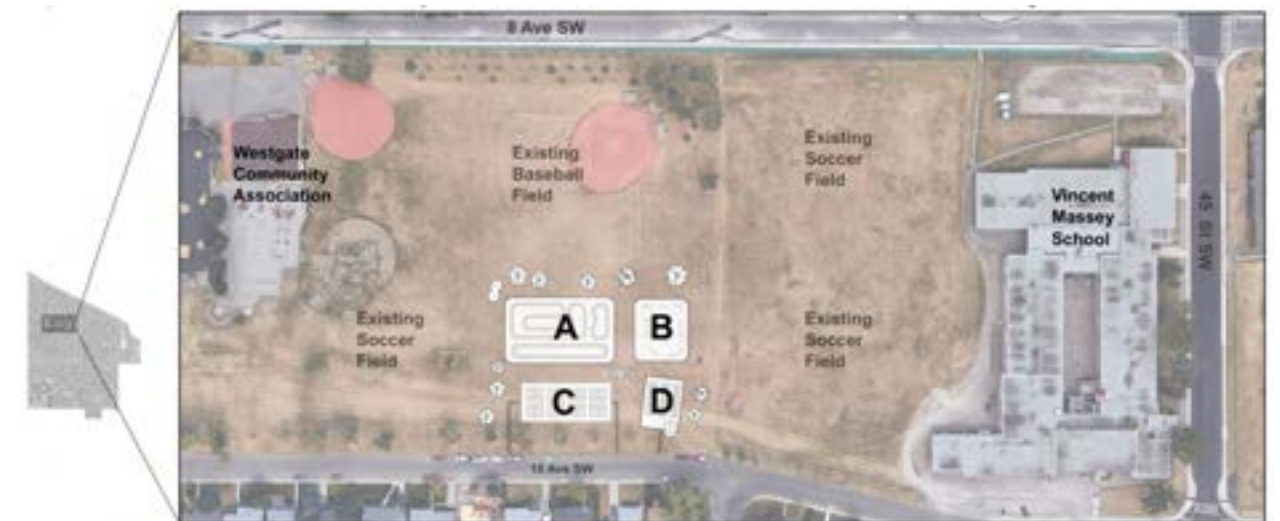 8 Ave SW
Westgate
Community
Association
Existing
Baseball
Field
Existing
Soccer
Field
Vincent
Massey
School
45 St SW
Existing
Soccer
Field
A
B
Existing
Soccer
Field
C
D
10 Ave SW